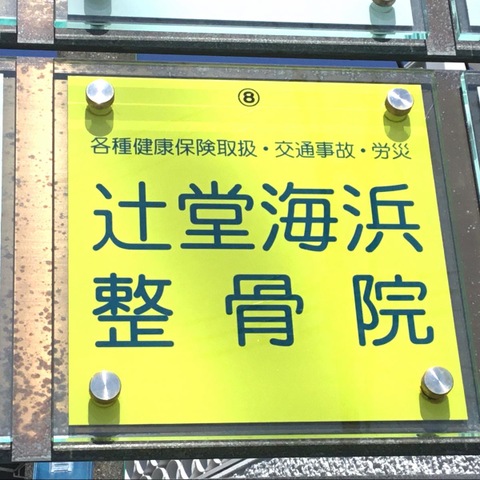 ⑧
各種健康保険取扱・交通事故・労災
辻堂海浜
整骨院